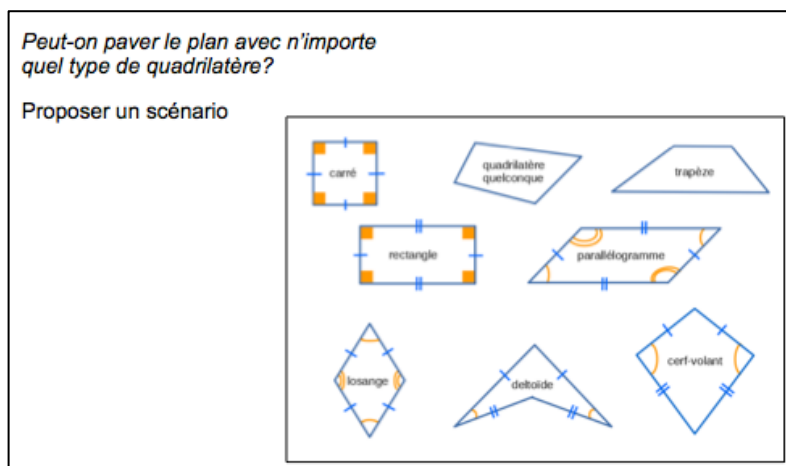 Peut-on paver le plan avec n’importe
quel type de quadrilatère?
Proposer un scénario
carré
quadrilatère
quelconque
trapèze
rectangle
parallélogramme
losange
deltoïde
cerf-volant